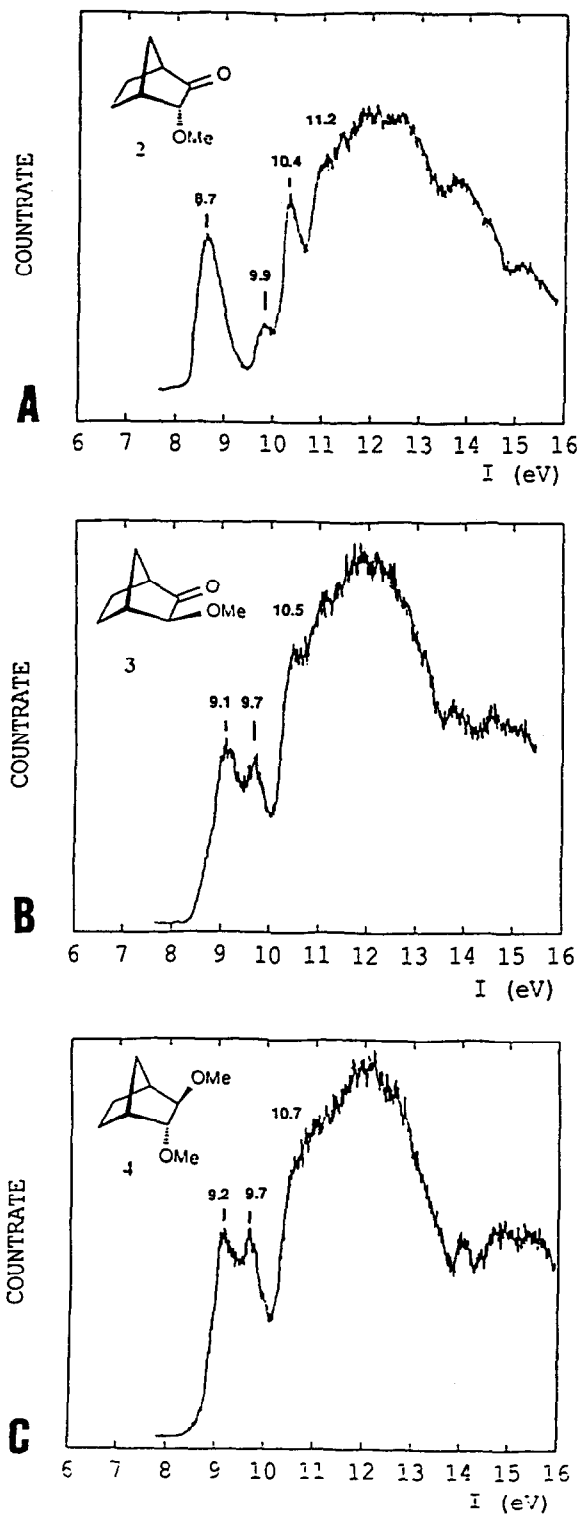 O
OMe
2
8.7
9.9
10.4
11.2
COUNTRATE
A
6 7 8 9 10 11 12 13 14 15 16
I (eV)
O
OMe
3
9.1 9.7
10.5
COUNTRATE
B
6 7 8 9 10 11 12 13 14 15 16
I (eV)
OMe
OMe
4
9.2 9.7
10.7
COUNTRATE
C
6 7 8 9 10 11 12 13 14 15 16
I (eV)